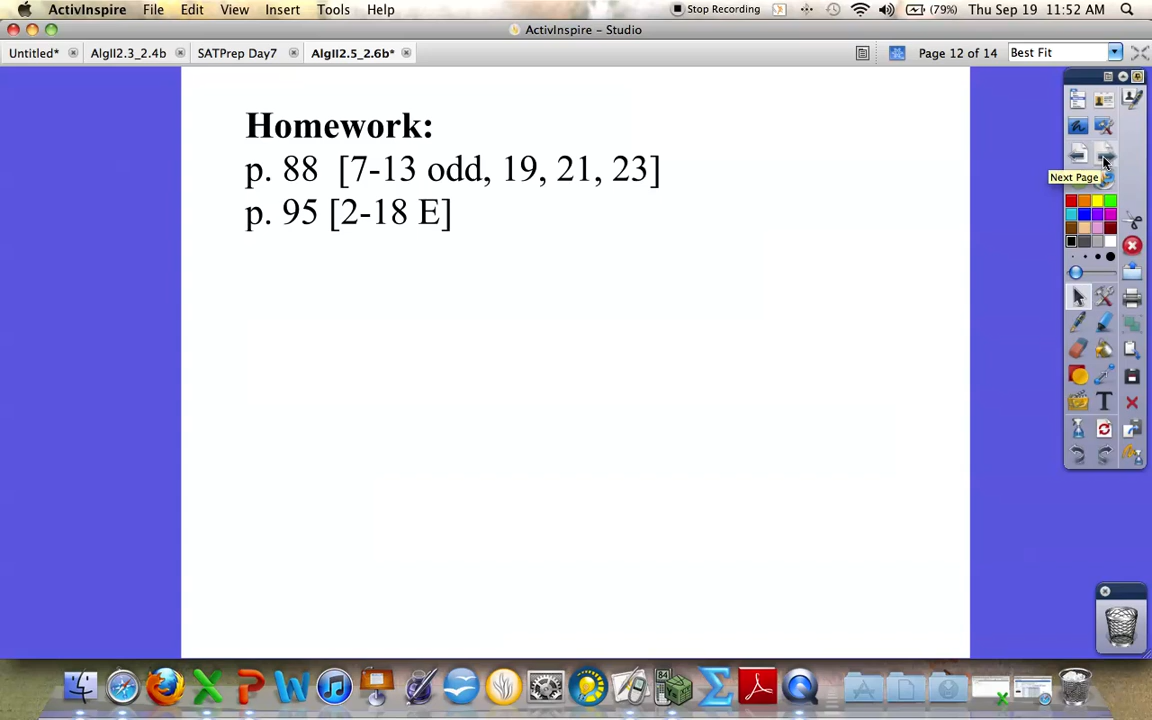 ActivInspire File Edit View Insert Tools Help Stop Recording (79%) Thu Sep 19 11:52 AM
ActivInspire - Studio
Untitled* AlgII2.3_2.4b SATPrep Day7 AlgII2.5_2.6b* Page 12 of 14 Best Fit
Homework:
p. 88 [7-13 odd, 19, 21, 23]
p. 95 [2-18 E]
Next Page